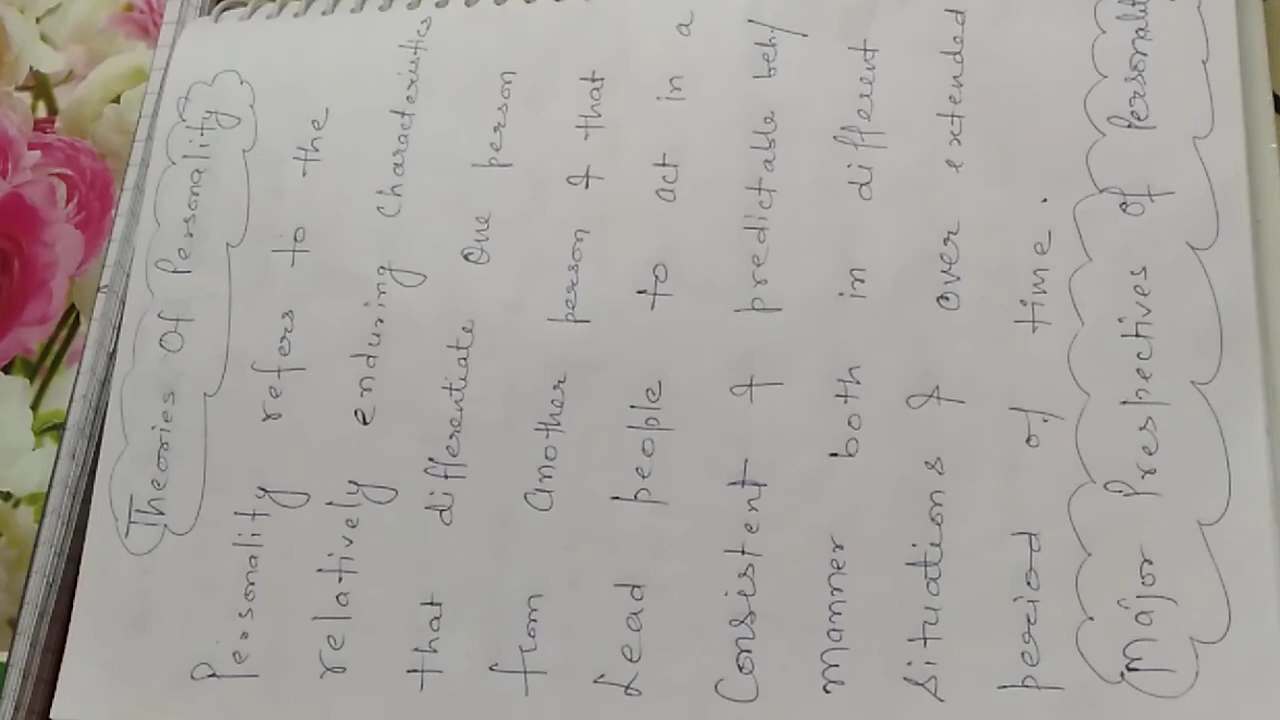 Theories Of Personality
Personality refers to the
relatively enduring Characteristics
that differentiate One person
from Another person & that
Lead people to act in a
Consistent & predictable beh/
manner both in different
Situations & over extended
period of time.
Major Prespectives of Personality